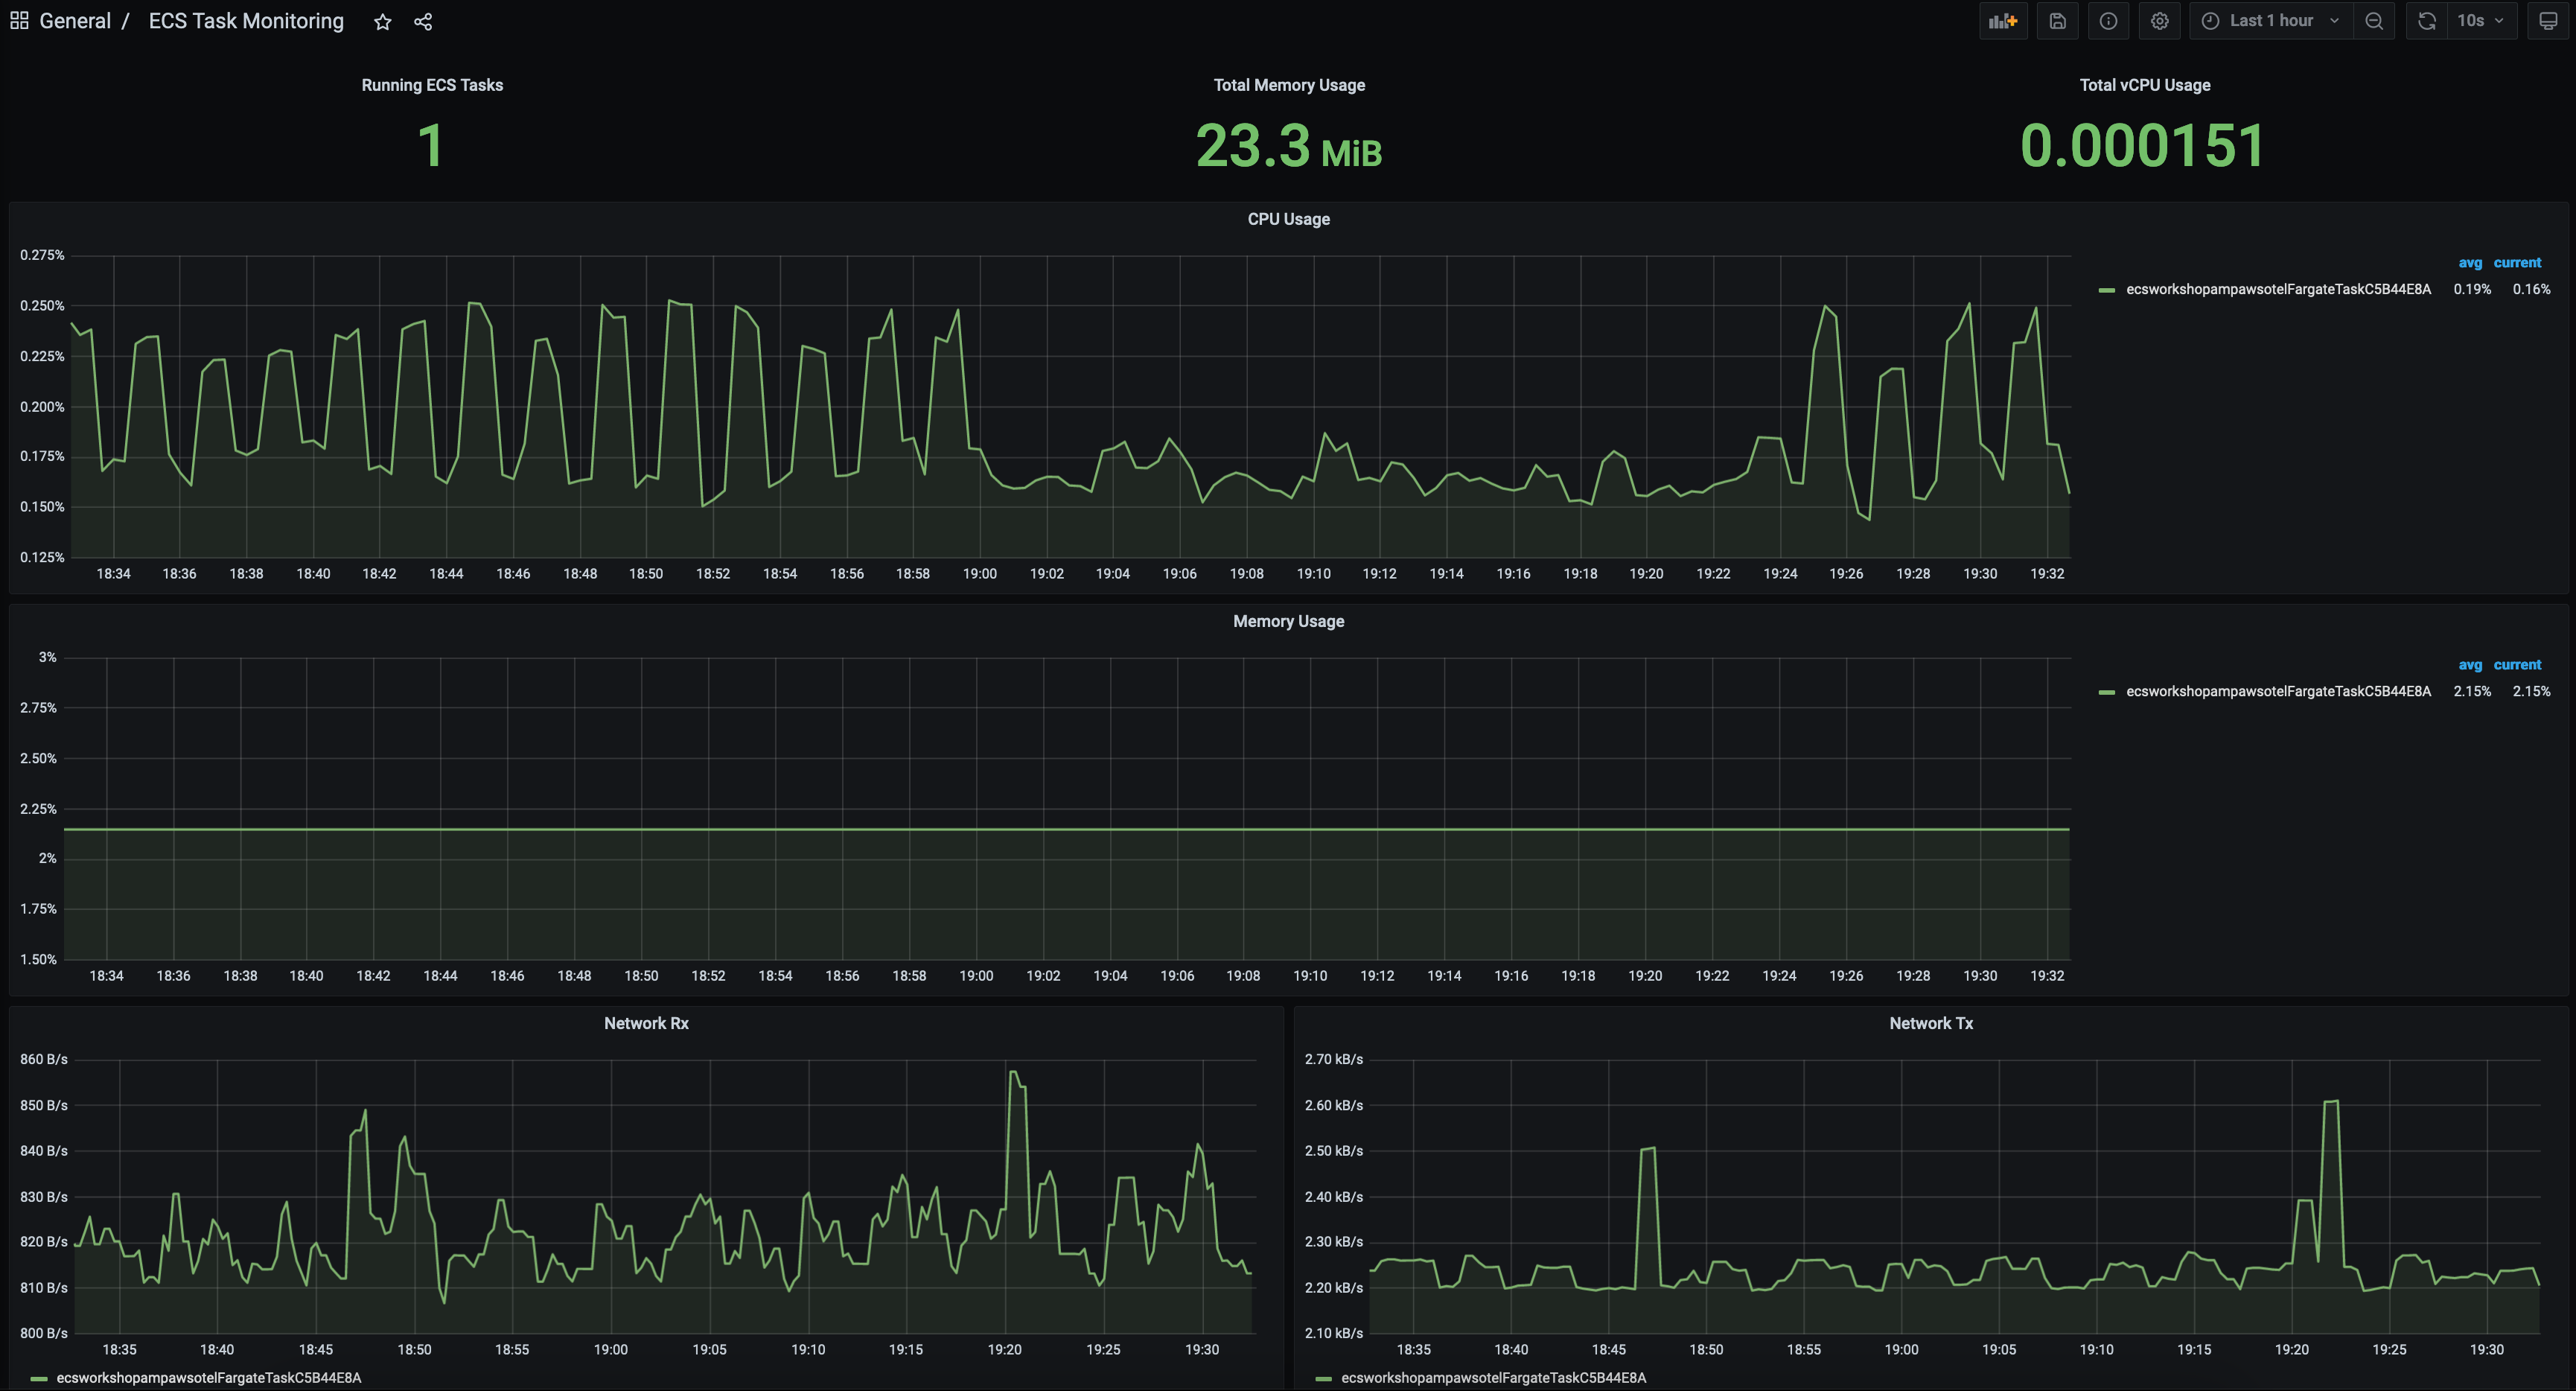 General / ECS Task Monitoring
Last 1 hour
10s
Running ECS Tasks
1
Total Memory Usage
23.3 MiB
Total vCPU Usage
0.000151
CPU Usage
0.275%
0.250%
0.225%
0.200%
0.175%
0.150%
0.125%
18:34 18:36 18:38 18:40 18:42 18:44 18:46 18:48 18:50 18:52 18:54 18:56 18:58 19:00 19:02 19:04 19:06 19:08 19:10 19:12 19:14 19:16 19:18 19:20 19:22 19:24 19:26 19:28 19:30 19:32
avg current
ecsworkshopampawsotelFargateTaskC5B44E8A 0.19% 0.16%
Memory Usage
3%
2.75%
2.50%
2.25%
2%
1.75%
1.50%
18:34 18:36 18:38 18:40 18:42 18:44 18:46 18:48 18:50 18:52 18:54 18:56 18:58 19:00 19:02 19:04 19:06 19:08 19:10 19:12 19:14 19:16 19:18 19:20 19:22 19:24 19:26 19:28 19:30 19:32
avg current
ecsworkshopampawsotelFargateTaskC5B44E8A 2.15% 2.15%
Network Rx
860 B/s
850 B/s
840 B/s
830 B/s
820 B/s
810 B/s
800 B/s
18:35 18:40 18:45 18:50 18:55 19:00 19:05 19:10 19:15 19:20 19:25 19:30
ecsworkshopampawsotelFargateTaskC5B44E8A
Network Tx
2.70 kB/s
2.60 kB/s
2.50 kB/s
2.40 kB/s
2.30 kB/s
2.20 kB/s
2.10 kB/s
18:35 18:40 18:45 18:50 18:55 19:00 19:05 19:10 19:15 19:20 19:25 19:30
ecsworkshopampawsotelFargateTaskC5B44E8A